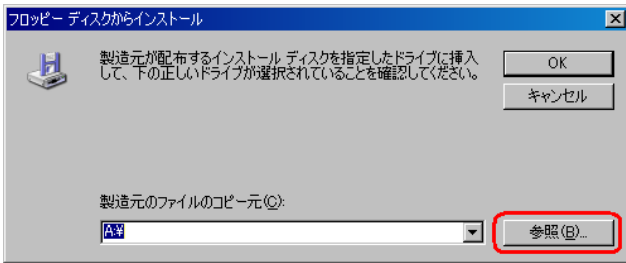 フロッピー ディスクからインストール
製造元が配布するインストール ディスクを指定したドライブに挿入
して、下の正しいドライブが選択されていることを確認してください。
OK
キャンセル
製造元のファイルのコピー元(C):
A:¥
参照(B)...